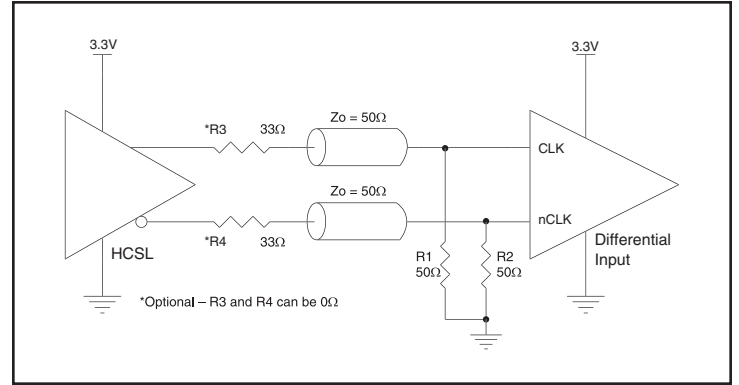 3.3V
3.3V
*R3
33Ω
Zo = 50Ω
CLK
Zo = 50Ω
nCLK
*R4
33Ω
HCSL
R1
50Ω
R2
50Ω
Differential
Input
*Optional – R3 and R4 can be 0Ω